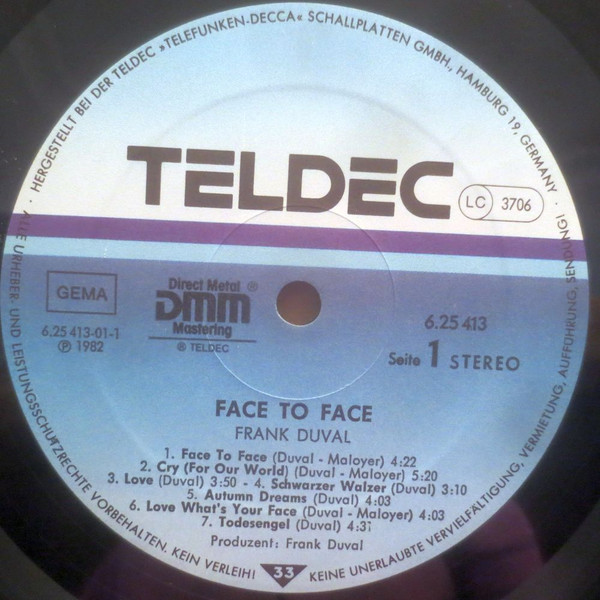 · HERGESTELLT BEI DER TELDEC »TELEFUNKEN-DECCA« SCHALLPLATTEN GMBH., HAMBURG 19, GERMANY ·
TELDEC
LC 3706
GEMA
6.25 413-01-1
℗ 1982
Direct Metal ®
DMM
Mastering
® TELDEC
6.25 413
Seite 1 STEREO
FACE TO FACE
FRANK DUVAL
1. Face To Face (Duval - Maloyer) 4:22
2. Cry (For Our World) (Duval - Maloyer) 5:20
3. Love (Duval) 3:50 - 4. Schwarzer Walzer (Duval) 3:10
5. Autumn Dreams (Duval) 4:03
6. Love What's Your Face (Duval - Maloyer) 4:03
7. Todesengel (Duval) 4:31
Produzent: Frank Duval
33
ALLE URHEBER- UND LEISTUNGSSCHUTZRECHTE VORBEHALTEN. KEIN VERLEIH! KEINE UNERLAUBTE VERVIELFÄLTIGUNG, VERMIETUNG, AUFFÜHRUNG, SENDUNG!